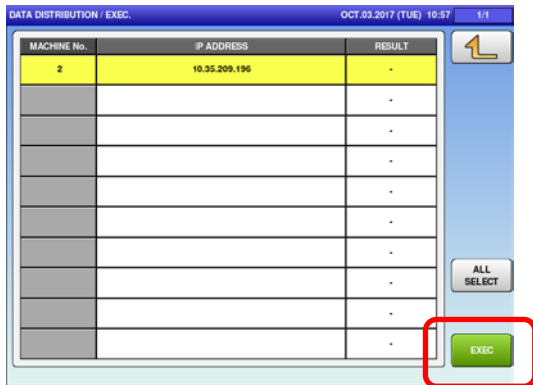 DATA DISTRIBUTION / EXEC. OCT.03.2017 (TUE) 10:57 1/1
MACHINE No. IP ADDRESS RESULT
2 10.35.209.196 -
-
-
-
-
-
-
-
-
-
ALL
SELECT
EXEC